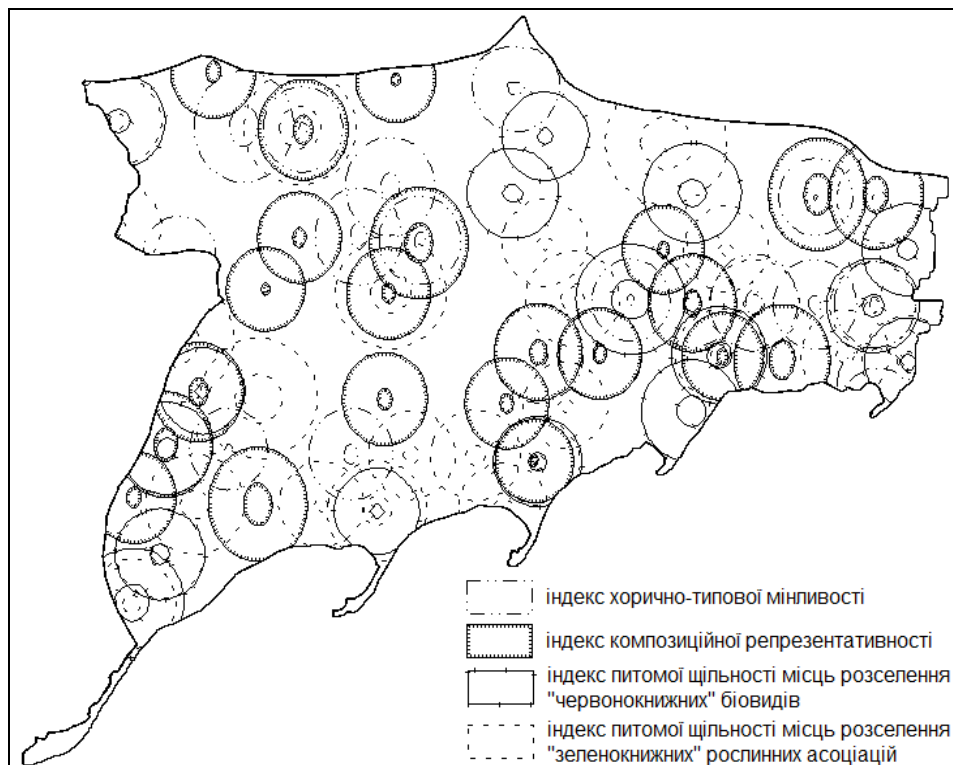 індекс хорично-типової мінливості
індекс композиційної репрезентативності
індекс питомої щільності місць розселення
"червонокнижних" біовидів
індекс питомої щільності місць розселення
"зеленокнижних" рослинних асоціацій